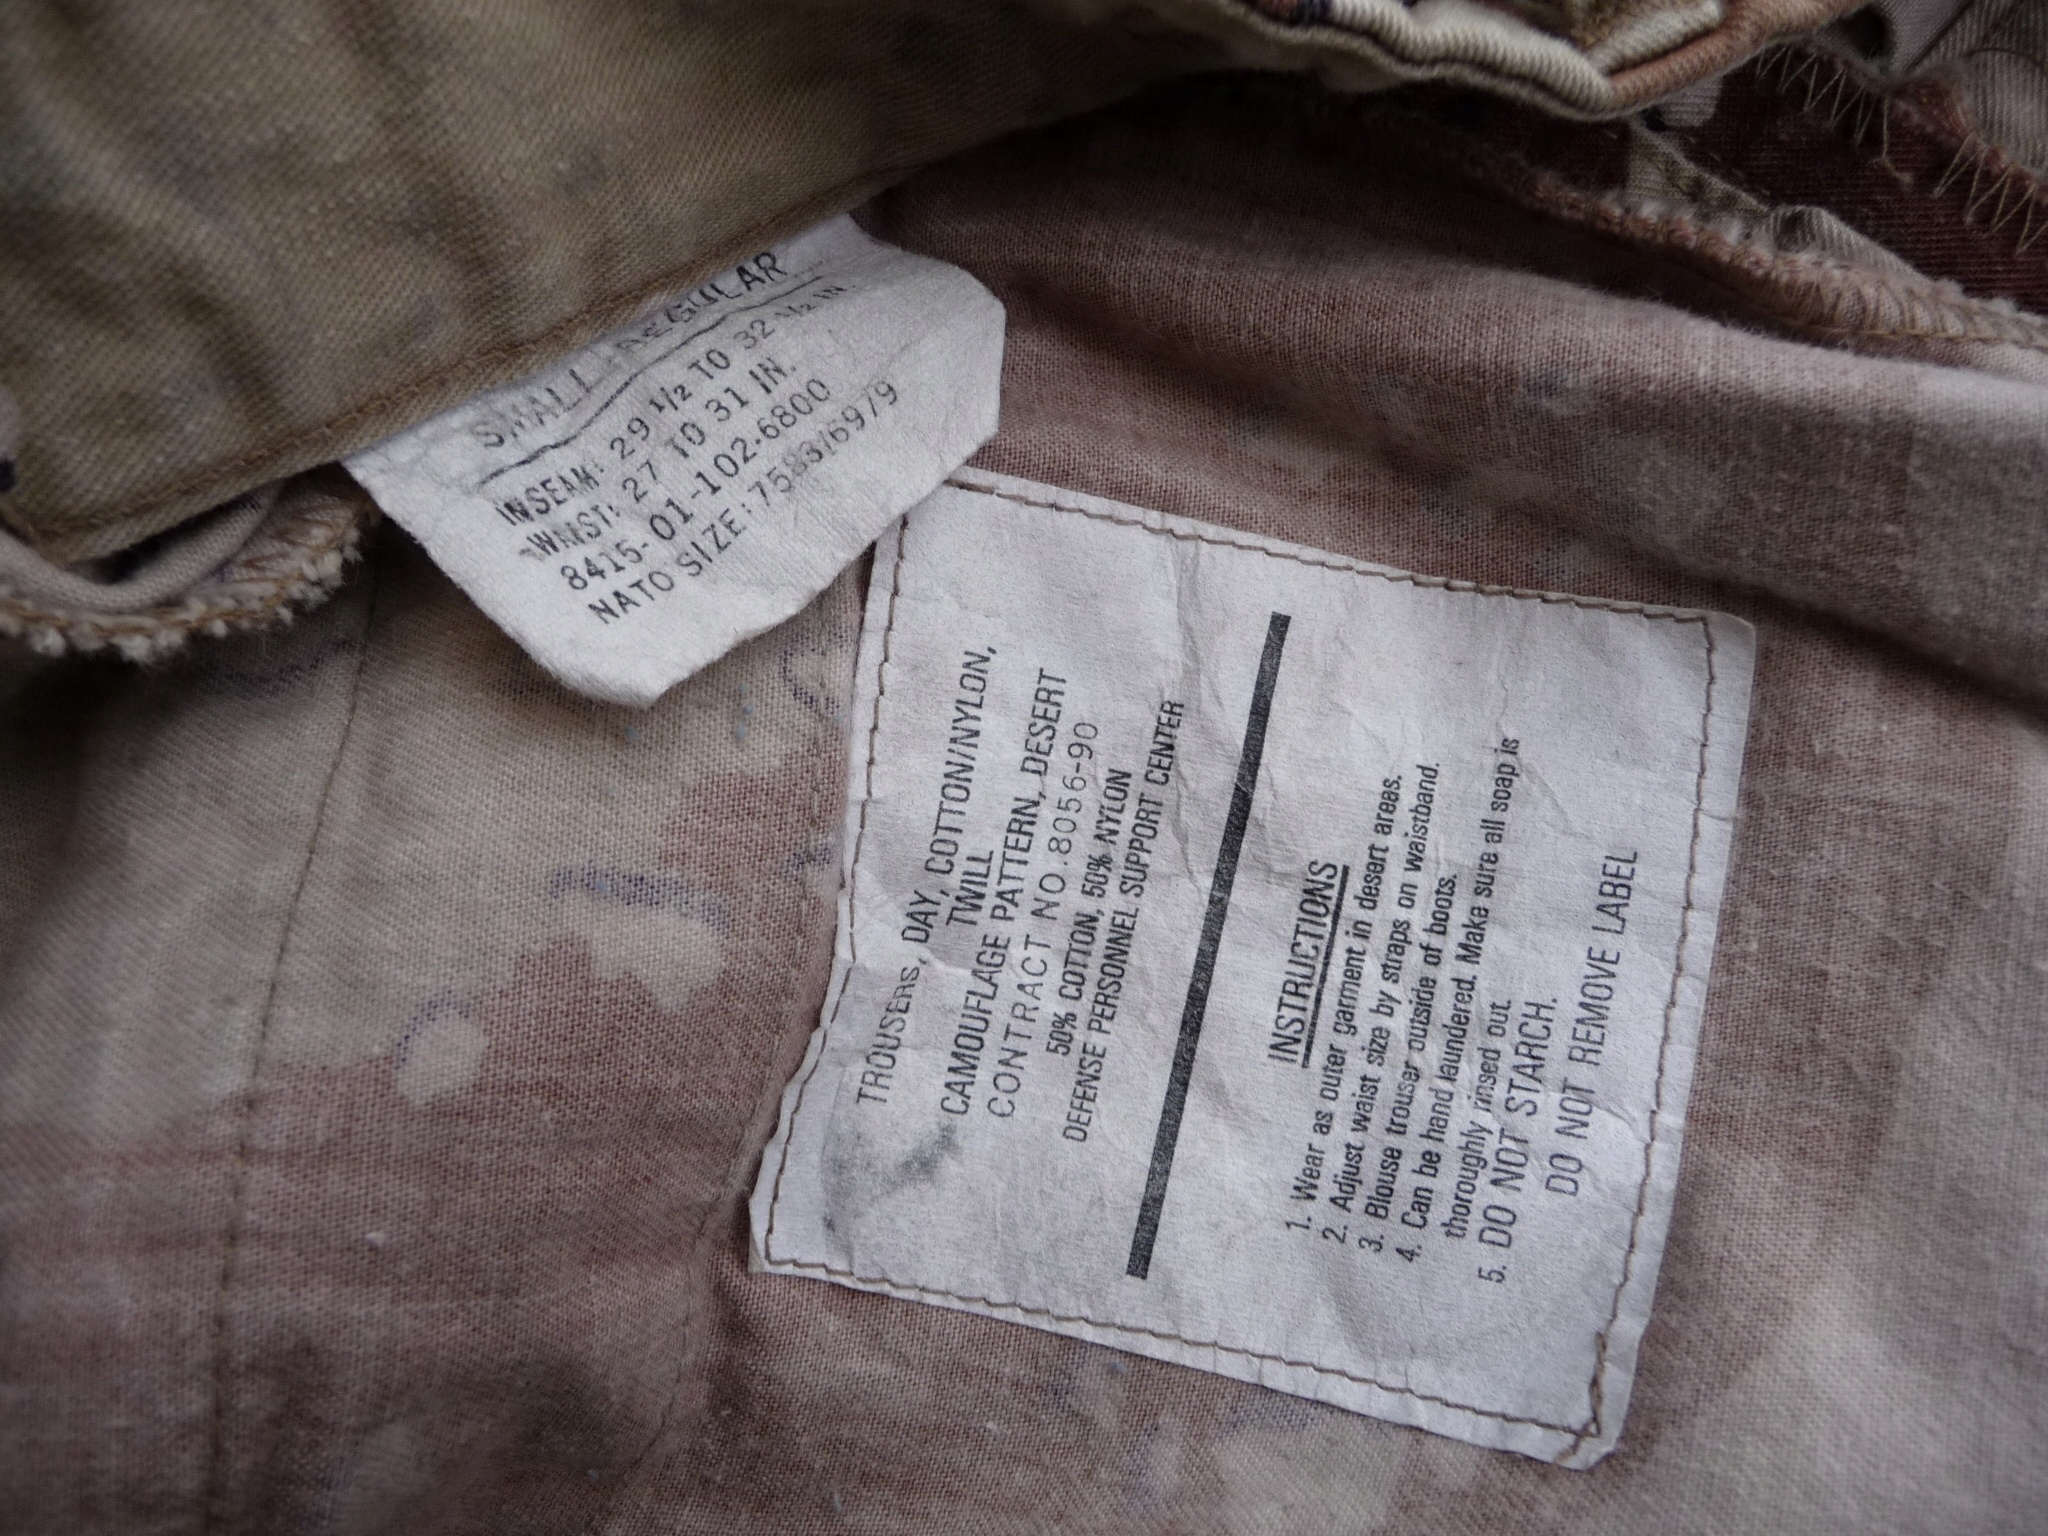 SMALL-REGULAR
INSEAM: 29 1/2 TO 32 1/2 IN.
WAIST: 27 TO 31 IN.
8415-01-102-6800
NATO SIZE: 7583/6979
TROUSERS, DAY, COTTON/NYLON,
TWILL
CAMOUFLAGE PATTERN, DESERT
CONTRACT NO.8056-90
50% COTTON, 50% NYLON
DEFENSE PERSONNEL SUPPORT CENTER
INSTRUCTIONS
1. Wear as outer garment in desert areas.
2. Adjust waist size by straps on waistband.
3. Blouse trouser outside of boots.
4. Can be hand laundered. Make sure all soap is
thoroughly rinsed out.
5. DO NOT STARCH.
DO NOT REMOVE LABEL